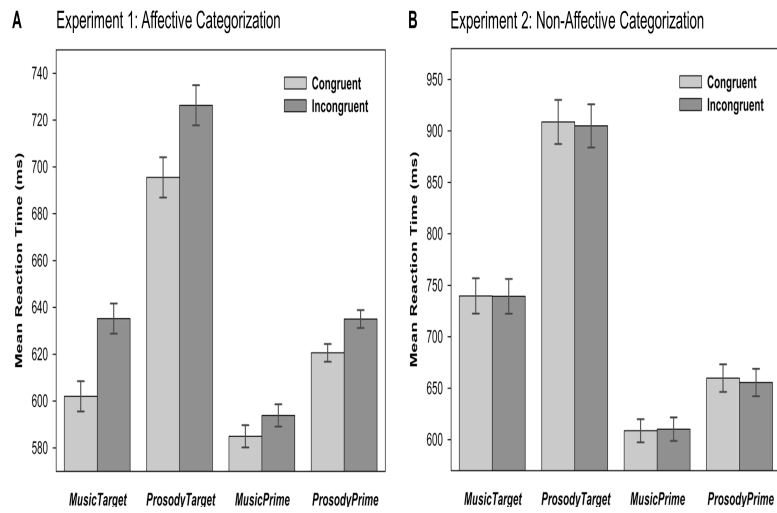 A Experiment 1: Affective Categorization
Mean Reaction Time (ms)
740
720
700
680
660
640
620
600
580
Congruent
Incongruent
MusicTarget ProsodyTarget MusicPrime ProsodyPrime
B Experiment 2: Non-Affective Categorization
Mean Reaction Time (ms)
950
900
850
800
750
700
650
600
Congruent
Incongruent
MusicTarget ProsodyTarget MusicPrime ProsodyPrime